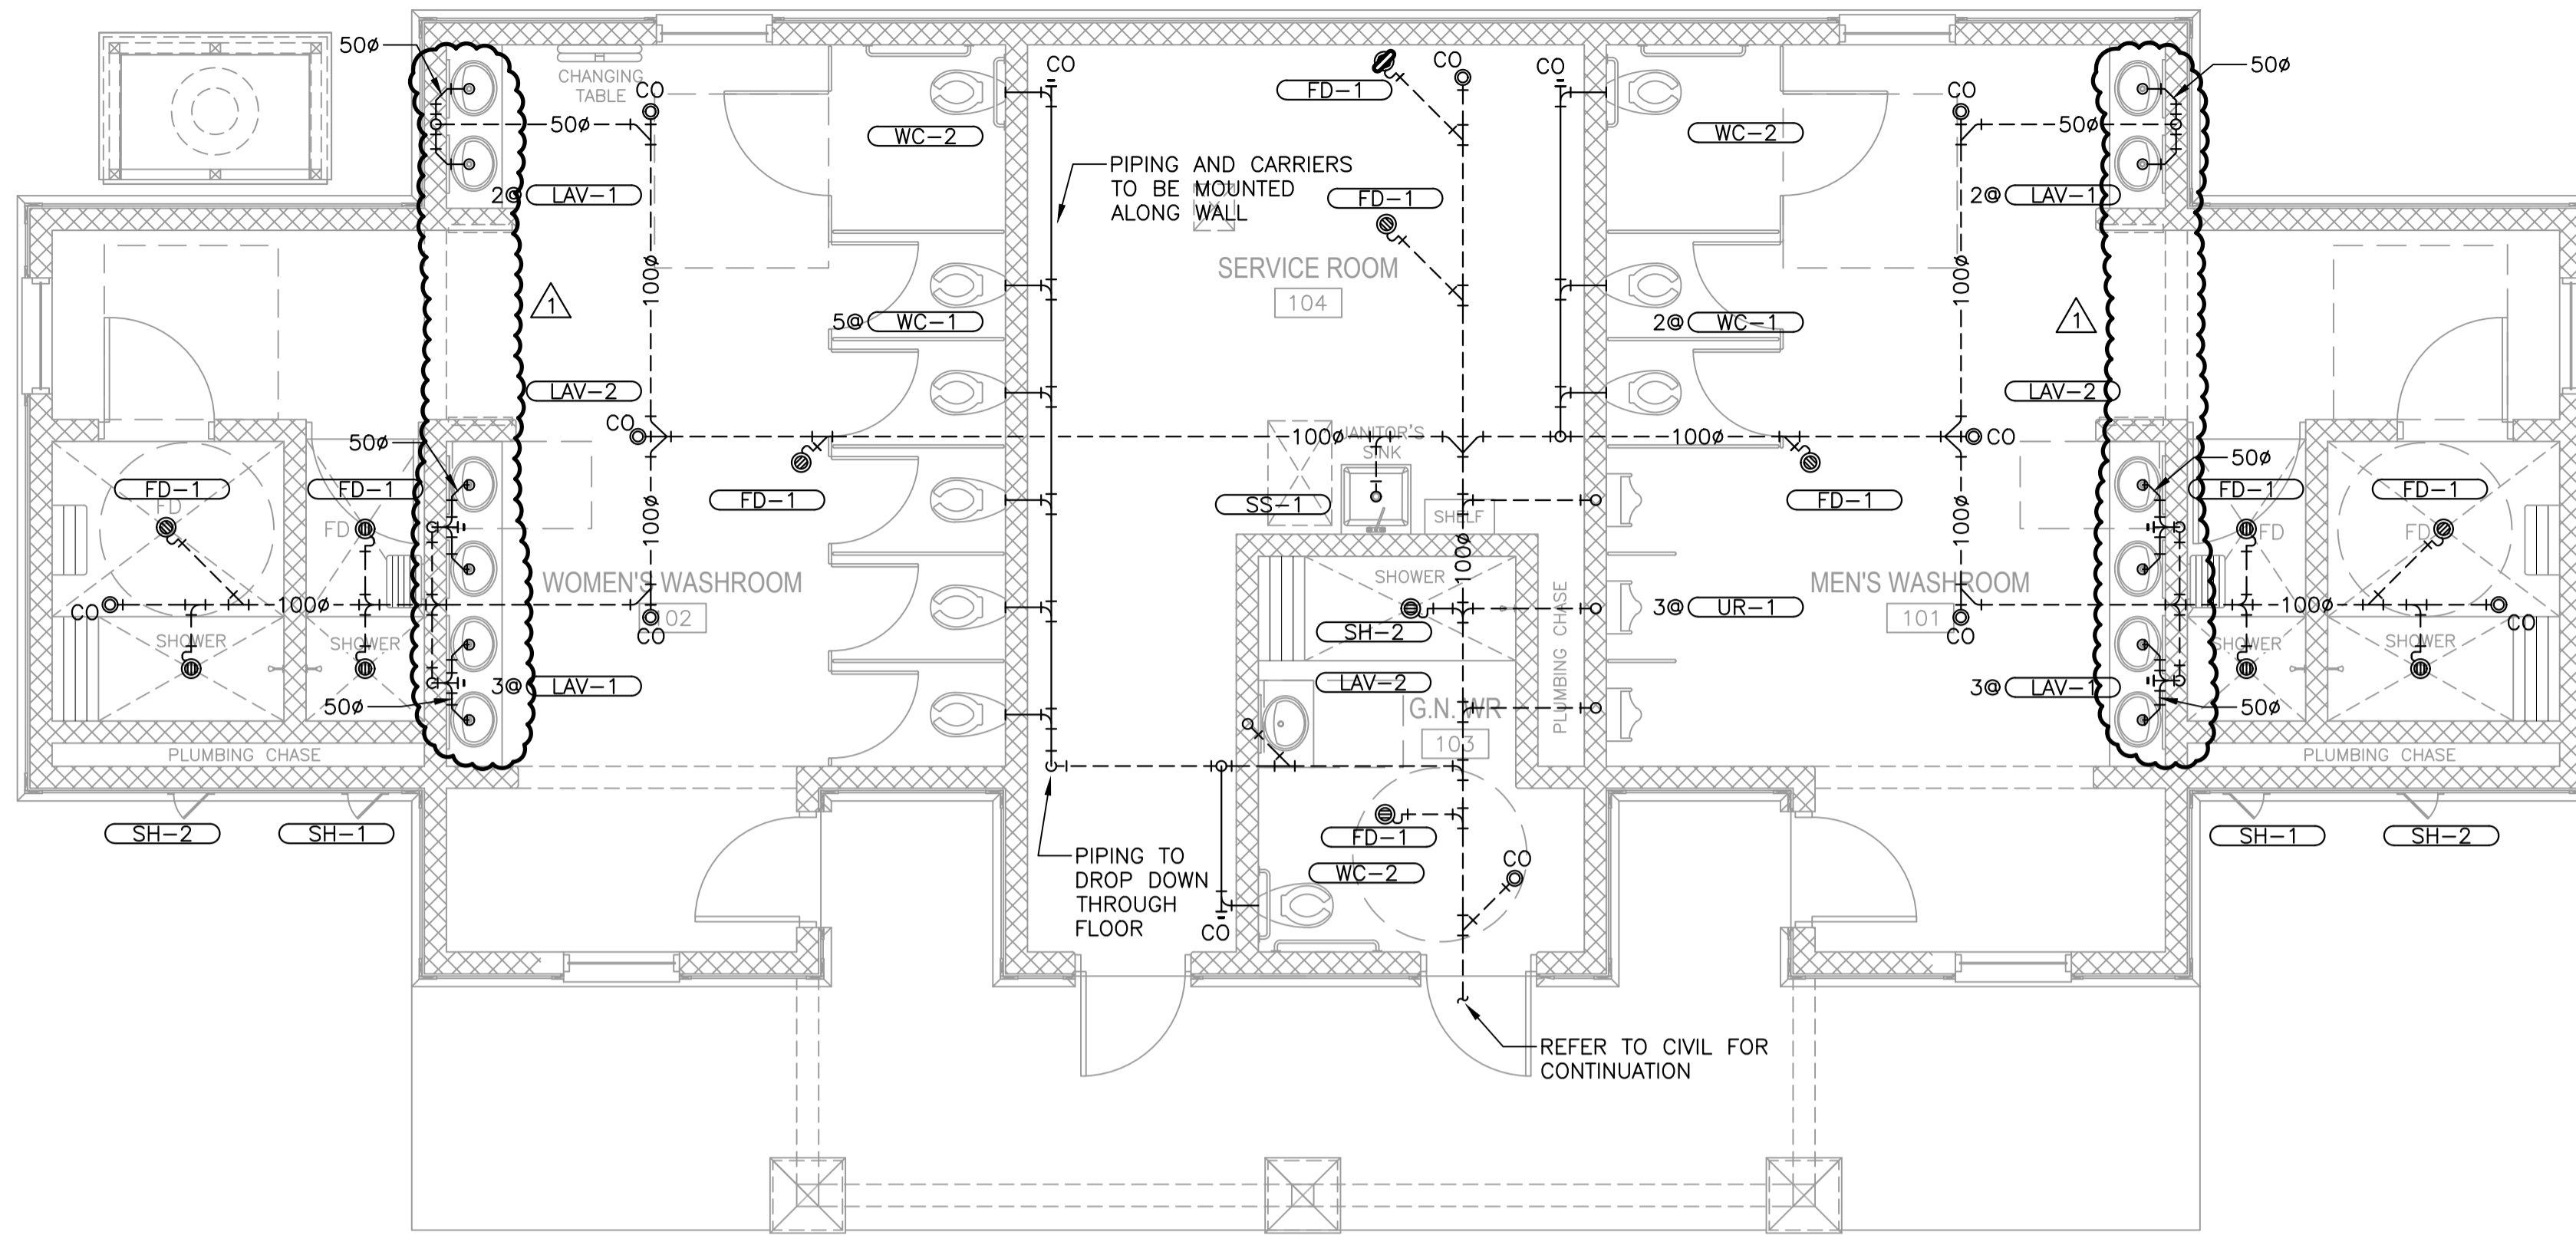 50ø
CHANGING
TABLE
CO
50ø
2@ LAV-1
100ø
1
LAV-2
CO
50ø
100ø
FD-1
FD
FD-1
FD
WOMEN'S WASHROOM
102
CO
CO
100ø
SHOWER
SHOWER
3@ LAV-1
50ø
PLUMBING CHASE
SH-2
SH-1
WC-2
5@ WC-1
FD-1
CO
PIPING AND CARRIERS
TO BE MOUNTED
ALONG WALL
FD-1
CO
CO
FD-1
SERVICE ROOM
104
100ø
JANITOR'S
SINK
SS-1
SHELF
100ø
SHOWER
SH-2
LAV-2
G.N. WR
103
PLUMBING CHASE
FD-1
WC-2
CO
CO
PIPING TO
DROP DOWN
THROUGH
FLOOR
REFER TO CIVIL FOR
CONTINUATION
WC-2
2@ WC-1
100ø
FD-1
3@ UR-1
MEN'S WASHROOM
101
CO
50ø
50ø
2@ LAV-1
100ø
1
LAV-2
CO
100ø
50ø
FD-1
FD
FD-1
FD
CO
100ø
CO
SHOWER
SHOWER
3@ LAV-1
50ø
PLUMBING CHASE
SH-1
SH-2